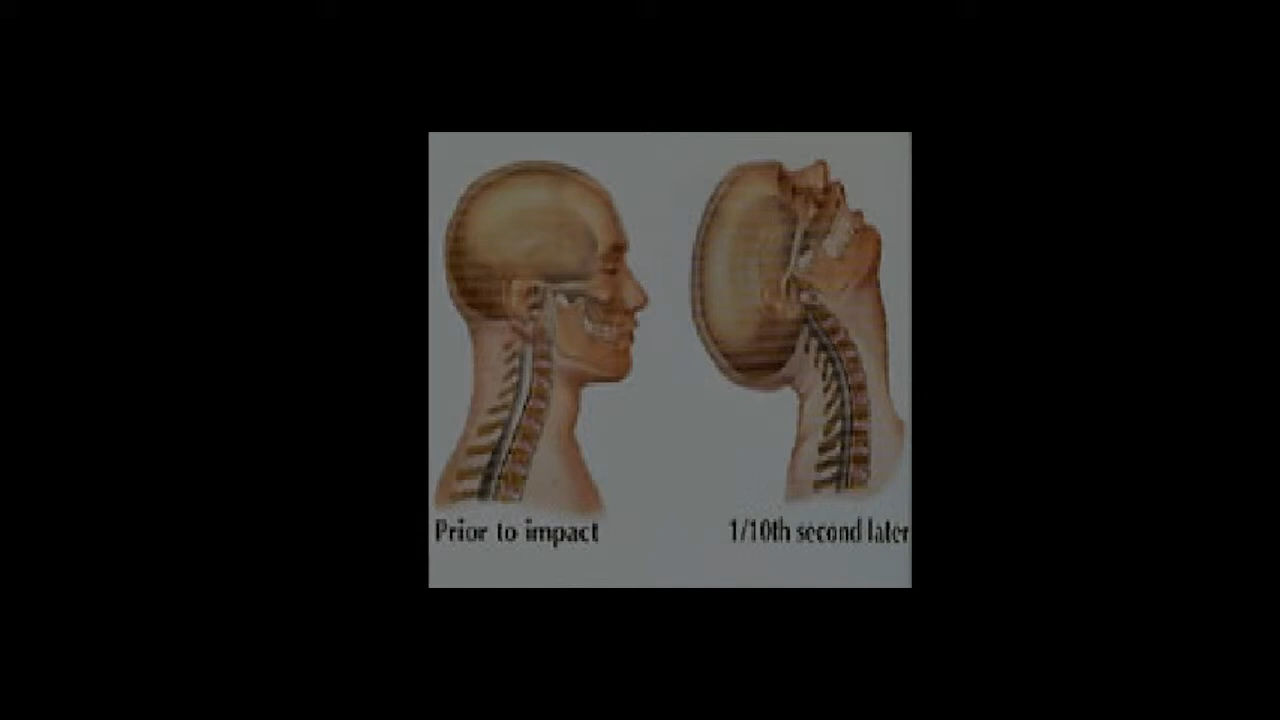 Prior to impact
1/10th second later